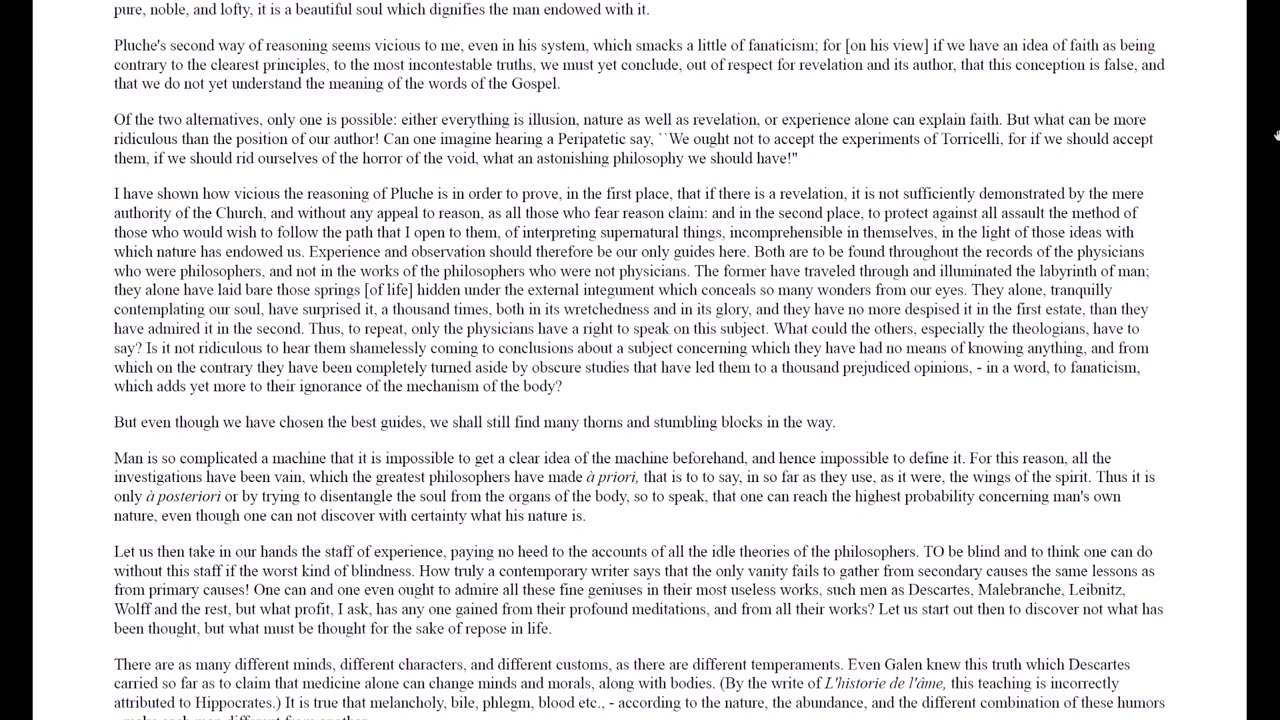 pure, noble, and lofty, it is a beautiful soul which dignifies the man endowed with it.
Pluche's second way of reasoning seems vicious to me, even in his system, which smacks a little of fanaticism; for [on his view] if we have an idea of faith as being
contrary to the clearest principles, to the most incontestable truths, we must yet conclude, out of respect for revelation and its author, that this conception is false, and
that we do not yet understand the meaning of the words of the Gospel.
Of the two alternatives, only one is possible: either everything is illusion, nature as well as revelation, or experience alone can explain faith. But what can be more
ridiculous than the position of our author! Can one imagine hearing a Peripatetic say, ``We ought not to accept the experiments of Torricelli, for if we should accept
them, if we should rid ourselves of the horror of the void, what an astonishing philosophy we should have!"
I have shown how vicious the reasoning of Pluche is in order to prove, in the first place, that if there is a revelation, it is not sufficiently demonstrated by the mere
authority of the Church, and without any appeal to reason, as all those who fear reason claim: and in the second place, to protect against all assault the method of
those who would wish to follow the path that I open to them, of interpreting supernatural things, incomprehensible in themselves, in the light of those ideas with
which nature has endowed us. Experience and observation should therefore be our only guides here. Both are to be found throughout the records of the physicians
who were philosophers, and not in the works of the philosophers who were not physicians. The former have traveled through and illuminated the labyrinth of man;
they alone have laid bare those springs [of life] hidden under the external integument which conceals so many wonders from our eyes. They alone, tranquilly
contemplating our soul, have surprised it, a thousand times, both in its wretchedness and in its glory, and they have no more despised it in the first estate, than they
have admired it in the second. Thus, to repeat, only the physicians have a right to speak on this subject. What could the others, especially the theologians, have to
say? Is it not ridiculous to hear them shamelessly coming to conclusions about a subject concerning which they have had no means of knowing anything, and from
which on the contrary they have been completely turned aside by obscure studies that have led them to a thousand prejudiced opinions, - in a word, to fanaticism,
which adds yet more to their ignorance of the mechanism of the body?
But even though we have chosen the best guides, we shall still find many thorns and stumbling blocks in the way.
Man is so complicated a machine that it is impossible to get a clear idea of the machine beforehand, and hence impossible to define it. For this reason, all the
investigations have been vain, which the greatest philosophers have made à priori, that is to to say, in so far as they use, as it were, the wings of the spirit. Thus it is
only à posteriori or by trying to disentangle the soul from the organs of the body, so to speak, that one can reach the highest probability concerning man's own
nature, even though one can not discover with certainty what his nature is.
Let us then take in our hands the staff of experience, paying no heed to the accounts of all the idle theories of the philosophers. TO be blind and to think one can do
without this staff if the worst kind of blindness. How truly a contemporary writer says that the only vanity fails to gather from secondary causes the same lessons as
from primary causes! One can and one even ought to admire all these fine geniuses in their most useless works, such men as Descartes, Malebranche, Leibnitz,
Wolff and the rest, but what profit, I ask, has any one gained from their profound meditations, and from all their works? Let us start out then to discover not what has
been thought, but what must be thought for the sake of repose in life.
There are as many different minds, different characters, and different customs, as there are different temperaments. Even Galen knew this truth which Descartes
carried so far as to claim that medicine alone can change minds and morals, along with bodies. (By the write of L'historie de l'âme, this teaching is incorrectly
attributed to Hippocrates.) It is true that melancholy, bile, phlegm, blood etc., - according to the nature, the abundance, and the different combination of these humors
- make each man different from another.